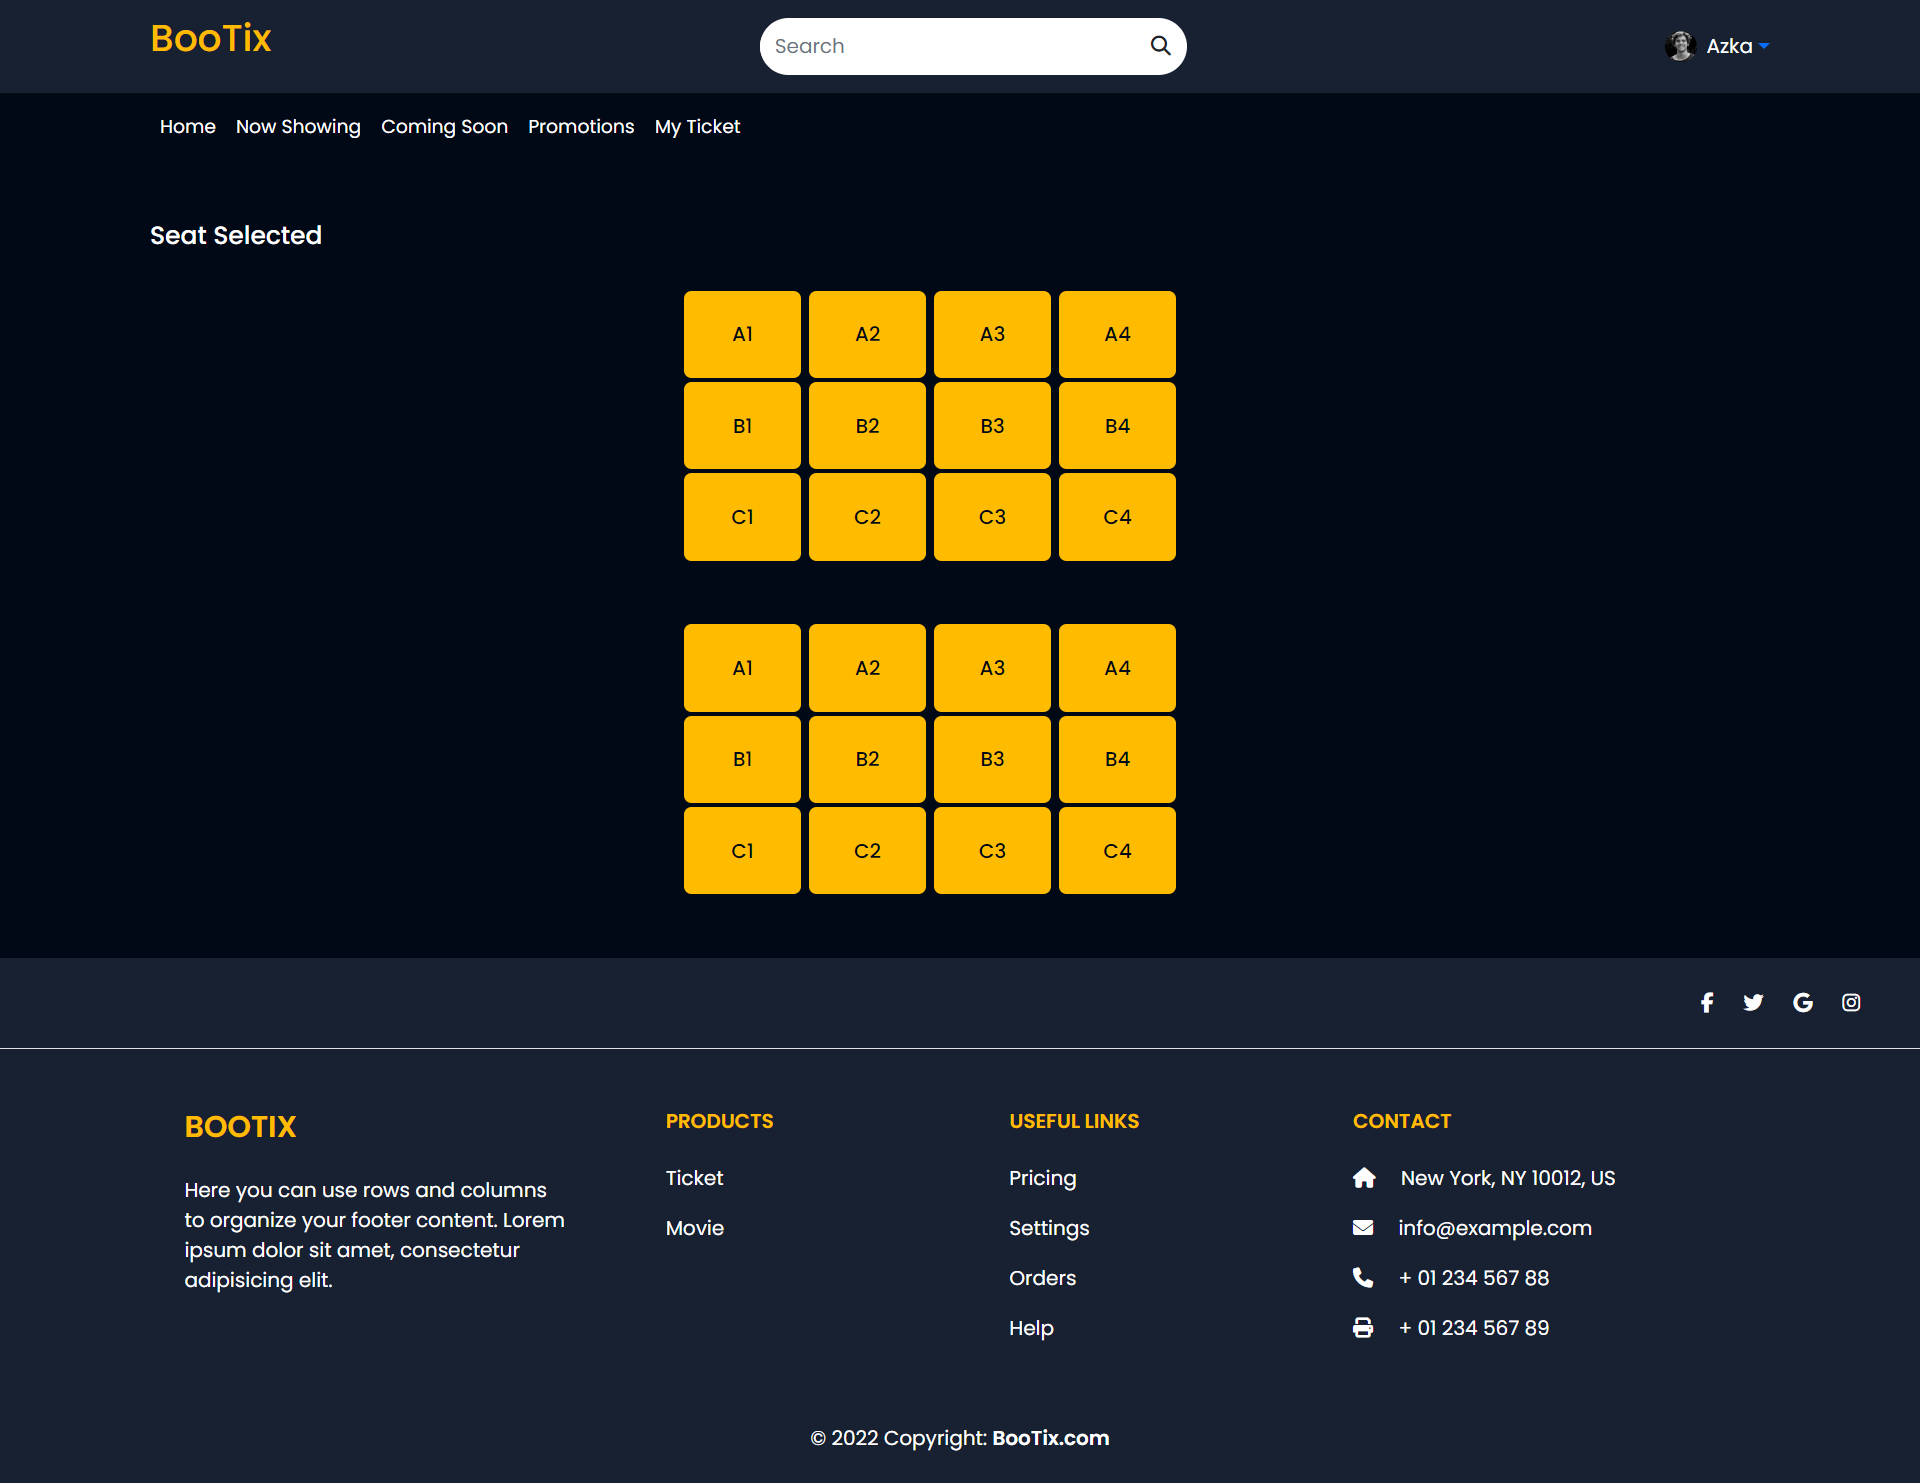 BooTix
Search
Azka
Home Now Showing Coming Soon Promotions My Ticket
Seat Selected
A1 A2 A3 A4
B1 B2 B3 B4
C1 C2 C3 C4
A1 A2 A3 A4
B1 B2 B3 B4
C1 C2 C3 C4
BOOTIX
Here you can use rows and columns
to organize your footer content. Lorem
ipsum dolor sit amet, consectetur
adipisicing elit.
PRODUCTS
Ticket
Movie
USEFUL LINKS
Pricing
Settings
Orders
Help
CONTACT
New York, NY 10012, US
info@example.com
+ 01 234 567 88
+ 01 234 567 89
© 2022 Copyright: BooTix.com